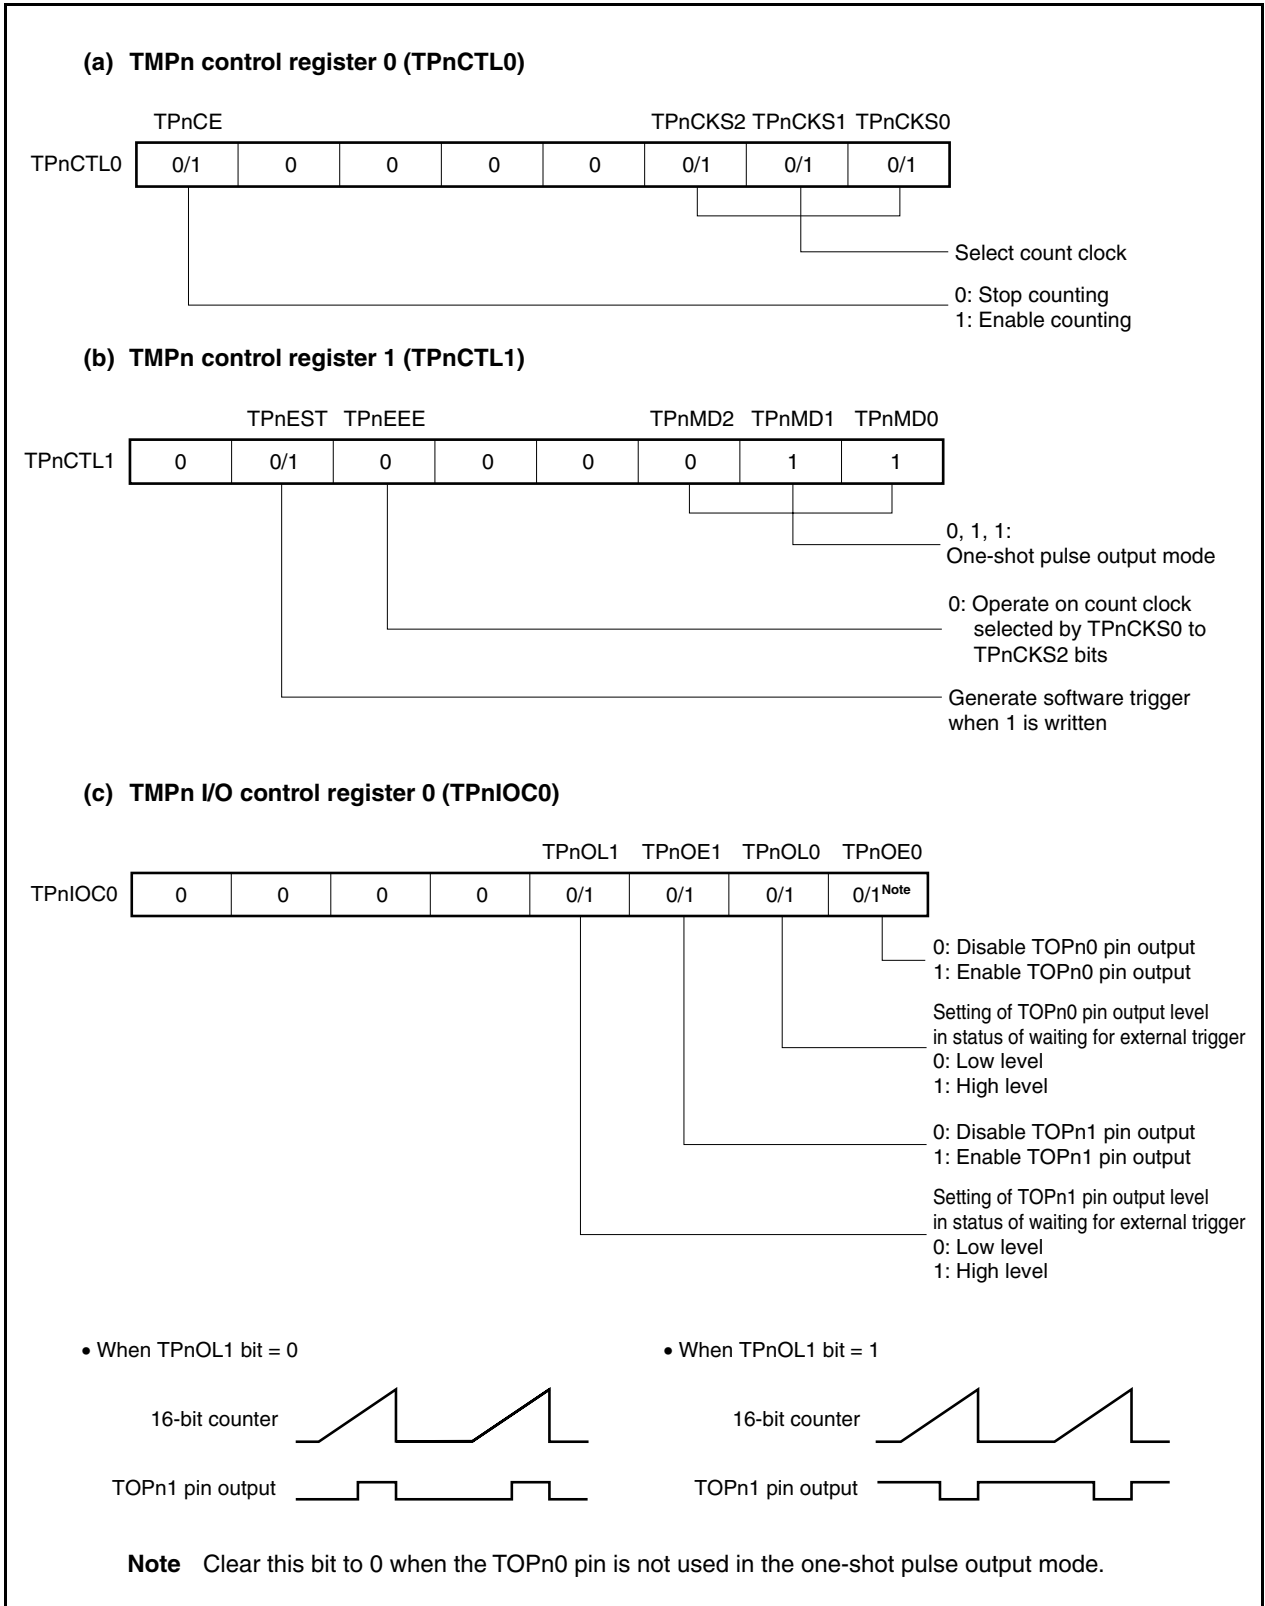 (a) TMPn control register 0 (TPnCTL0)
TPnCE TPnCKS2 TPnCKS1 TPnCKS0
TPnCTL0 0/1 0 0 0 0 0/1 0/1 0/1
Select count clock
0: Stop counting
1: Enable counting
(b) TMPn control register 1 (TPnCTL1)
TPnEST TPnEEE TPnMD2 TPnMD1 TPnMD0
TPnCTL1 0 0/1 0 0 0 0 1 1
0, 1, 1:
One-shot pulse output mode
0: Operate on count clock
selected by TPnCKS0 to
TPnCKS2 bits
Generate software trigger
when 1 is written
(c) TMPn I/O control register 0 (TPnIOC0)
TPnOL1 TPnOE1 TPnOL0 TPnOE0
TPnIOC0 0 0 0 0 0/1 0/1 0/1 0/1Note
0: Disable TOPn0 pin output
1: Enable TOPn0 pin output
Setting of TOPn0 pin output level
in status of waiting for external trigger
0: Low level
1: High level
0: Disable TOPn1 pin output
1: Enable TOPn1 pin output
Setting of TOPn1 pin output level
in status of waiting for external trigger
0: Low level
1: High level
• When TPnOL1 bit = 0
16-bit counter
TOPn1 pin output
• When TPnOL1 bit = 1
16-bit counter
TOPn1 pin output
Note Clear this bit to 0 when the TOPn0 pin is not used in the one-shot pulse output mode.